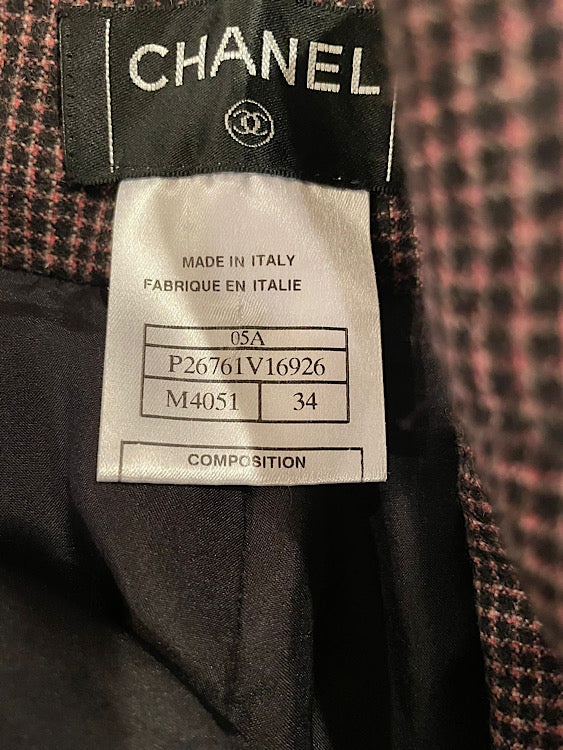 CHANEL
MADE IN ITALY
FABRIQUE EN ITALIE
05A
P26761V16926
M4051 34
COMPOSITION